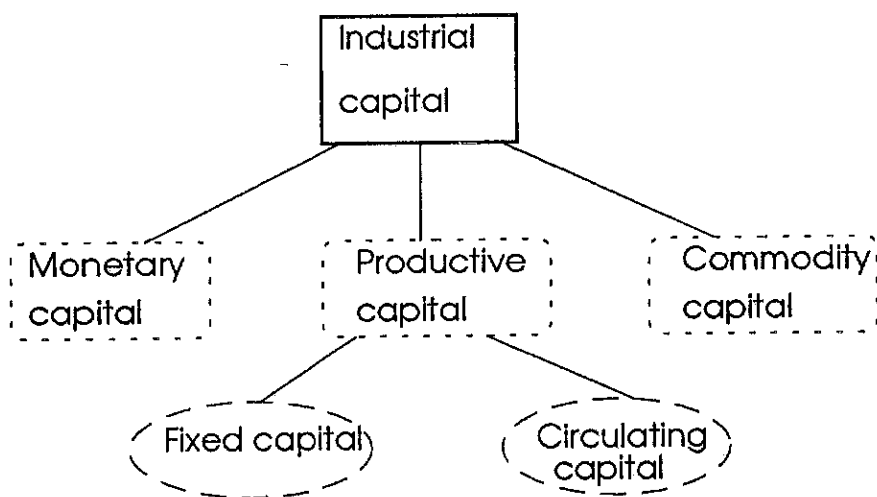 Industrial
capital
Monetary
capital
Productive
capital
Commodity
capital
Fixed capital
Circulating
capital